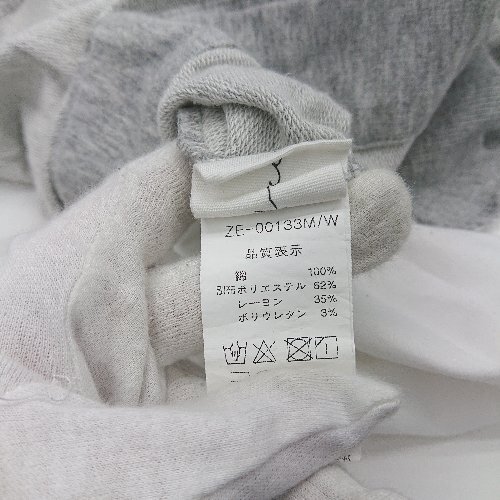 ZE-00133M/W
品質表示
綿 100%
別布ポリエステル 62%
レーヨン 35%
ポリウレタン 3%